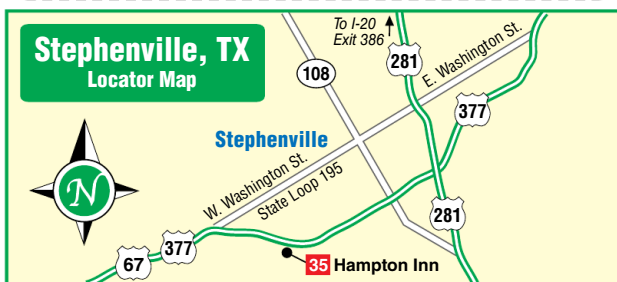 Stephenville, TX
Locator Map
To I-20
Exit 386
108
281
E. Washington St.
377
Stephenville
W. Washington St.
State Loop 195
281
N
67
377
35 Hampton Inn